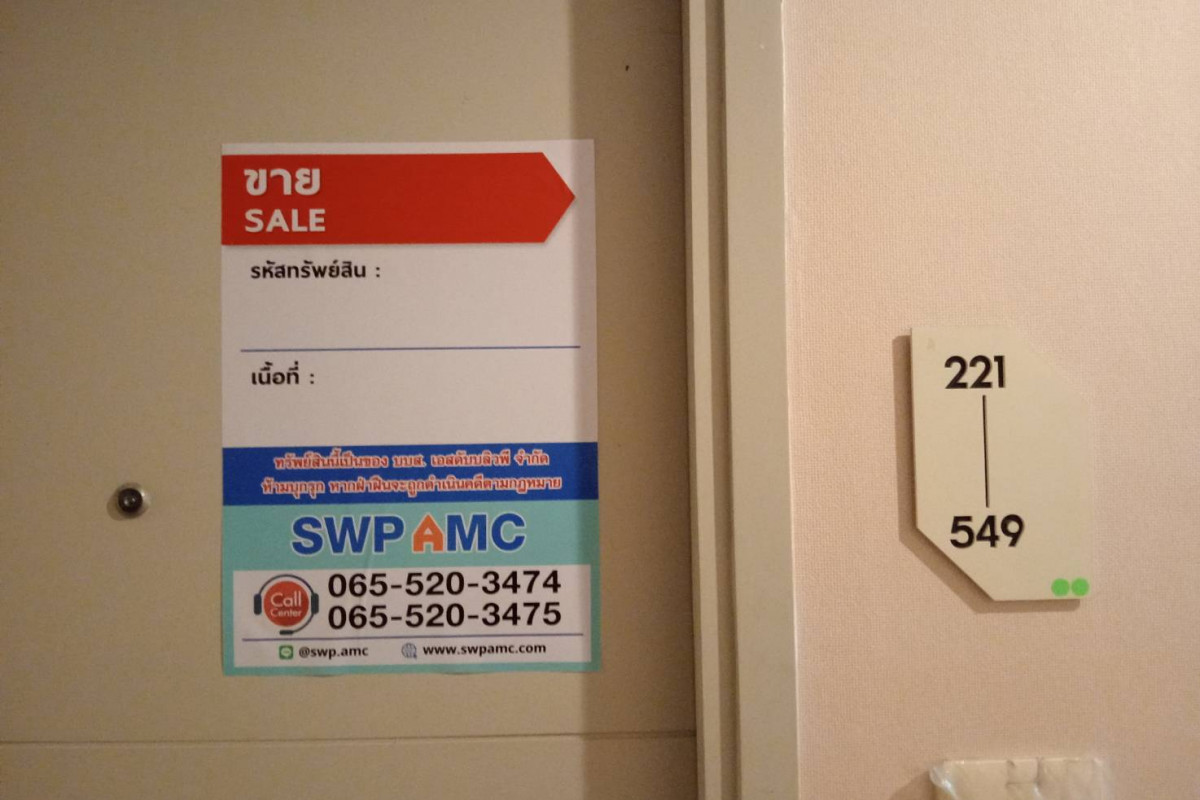 ขาย
SALE
รหัสทรัพย์สิน :
เนื้อที่ :
ทรัพย์สินนี้เป็นของ บบส. เอสดับบลิวพี จำกัด
ห้ามบุกรุก หากฝ่าฝืนจะถูกดำเนินคดีตามกฎหมาย
SWP AMC
Call Center
065-520-3474
065-520-3475
@swp.amc www.swpamc.com
221
549